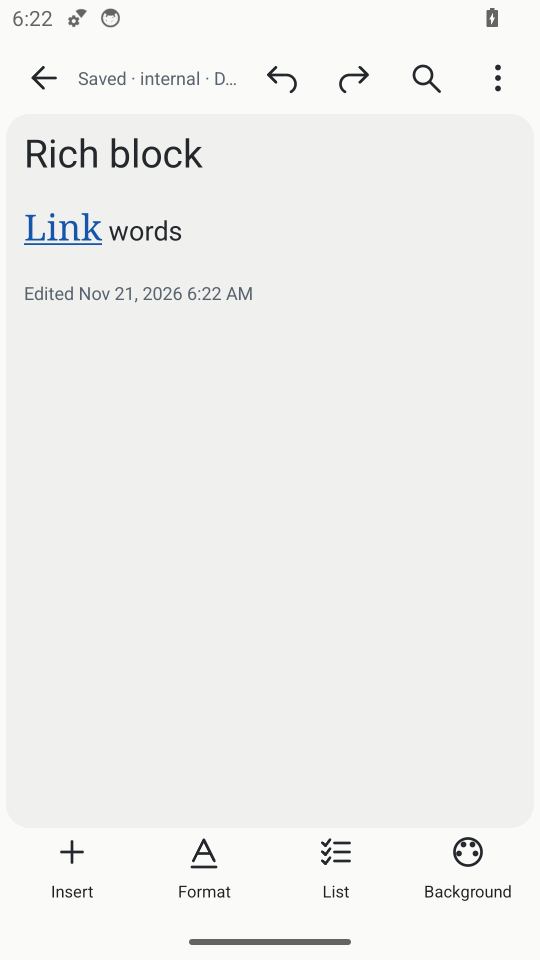 6:22
Saved · internal · D...
Rich block
Link words
Edited Nov 21, 2026 6:22 AM
Insert
Format
List
Background